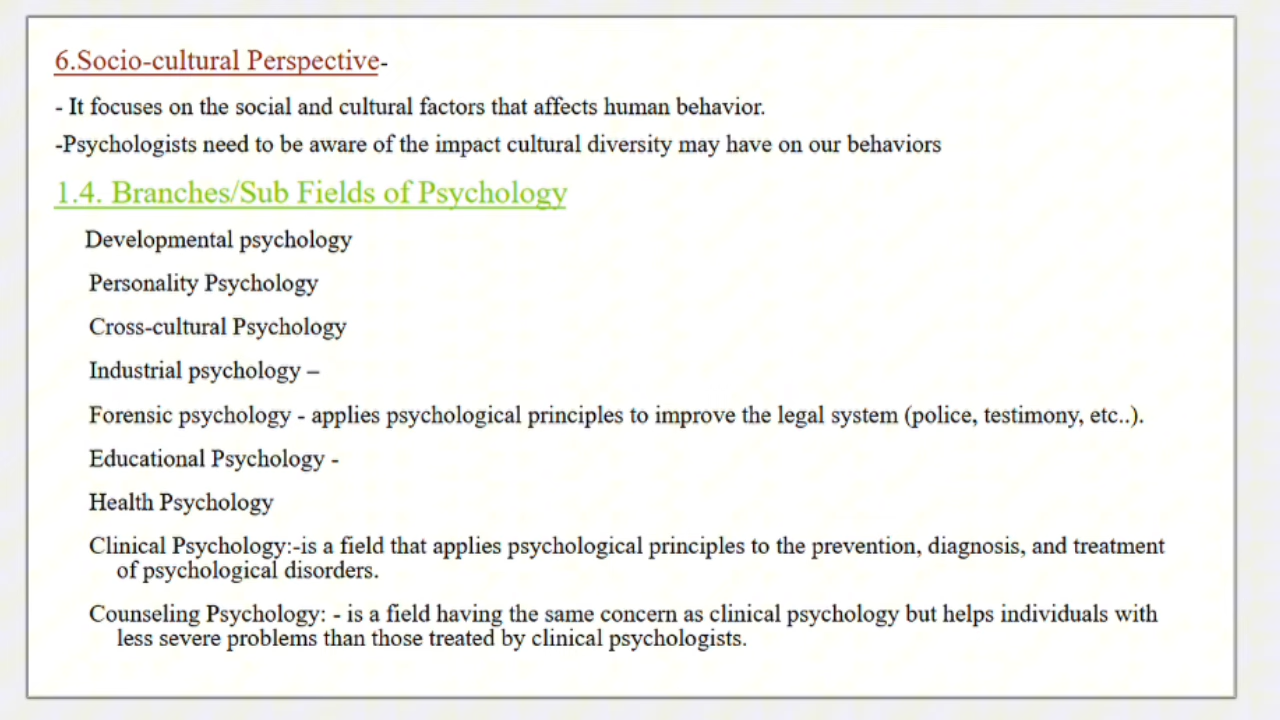 6.Socio-cultural Perspective-
- It focuses on the social and cultural factors that affects human behavior.
-Psychologists need to be aware of the impact cultural diversity may have on our behaviors
1.4. Branches/Sub Fields of Psychology
Developmental psychology
Personality Psychology
Cross-cultural Psychology
Industrial psychology –
Forensic psychology - applies psychological principles to improve the legal system (police, testimony, etc..).
Educational Psychology -
Health Psychology
Clinical Psychology:-is a field that applies psychological principles to the prevention, diagnosis, and treatment
of psychological disorders.
Counseling Psychology: - is a field having the same concern as clinical psychology but helps individuals with
less severe problems than those treated by clinical psychologists.